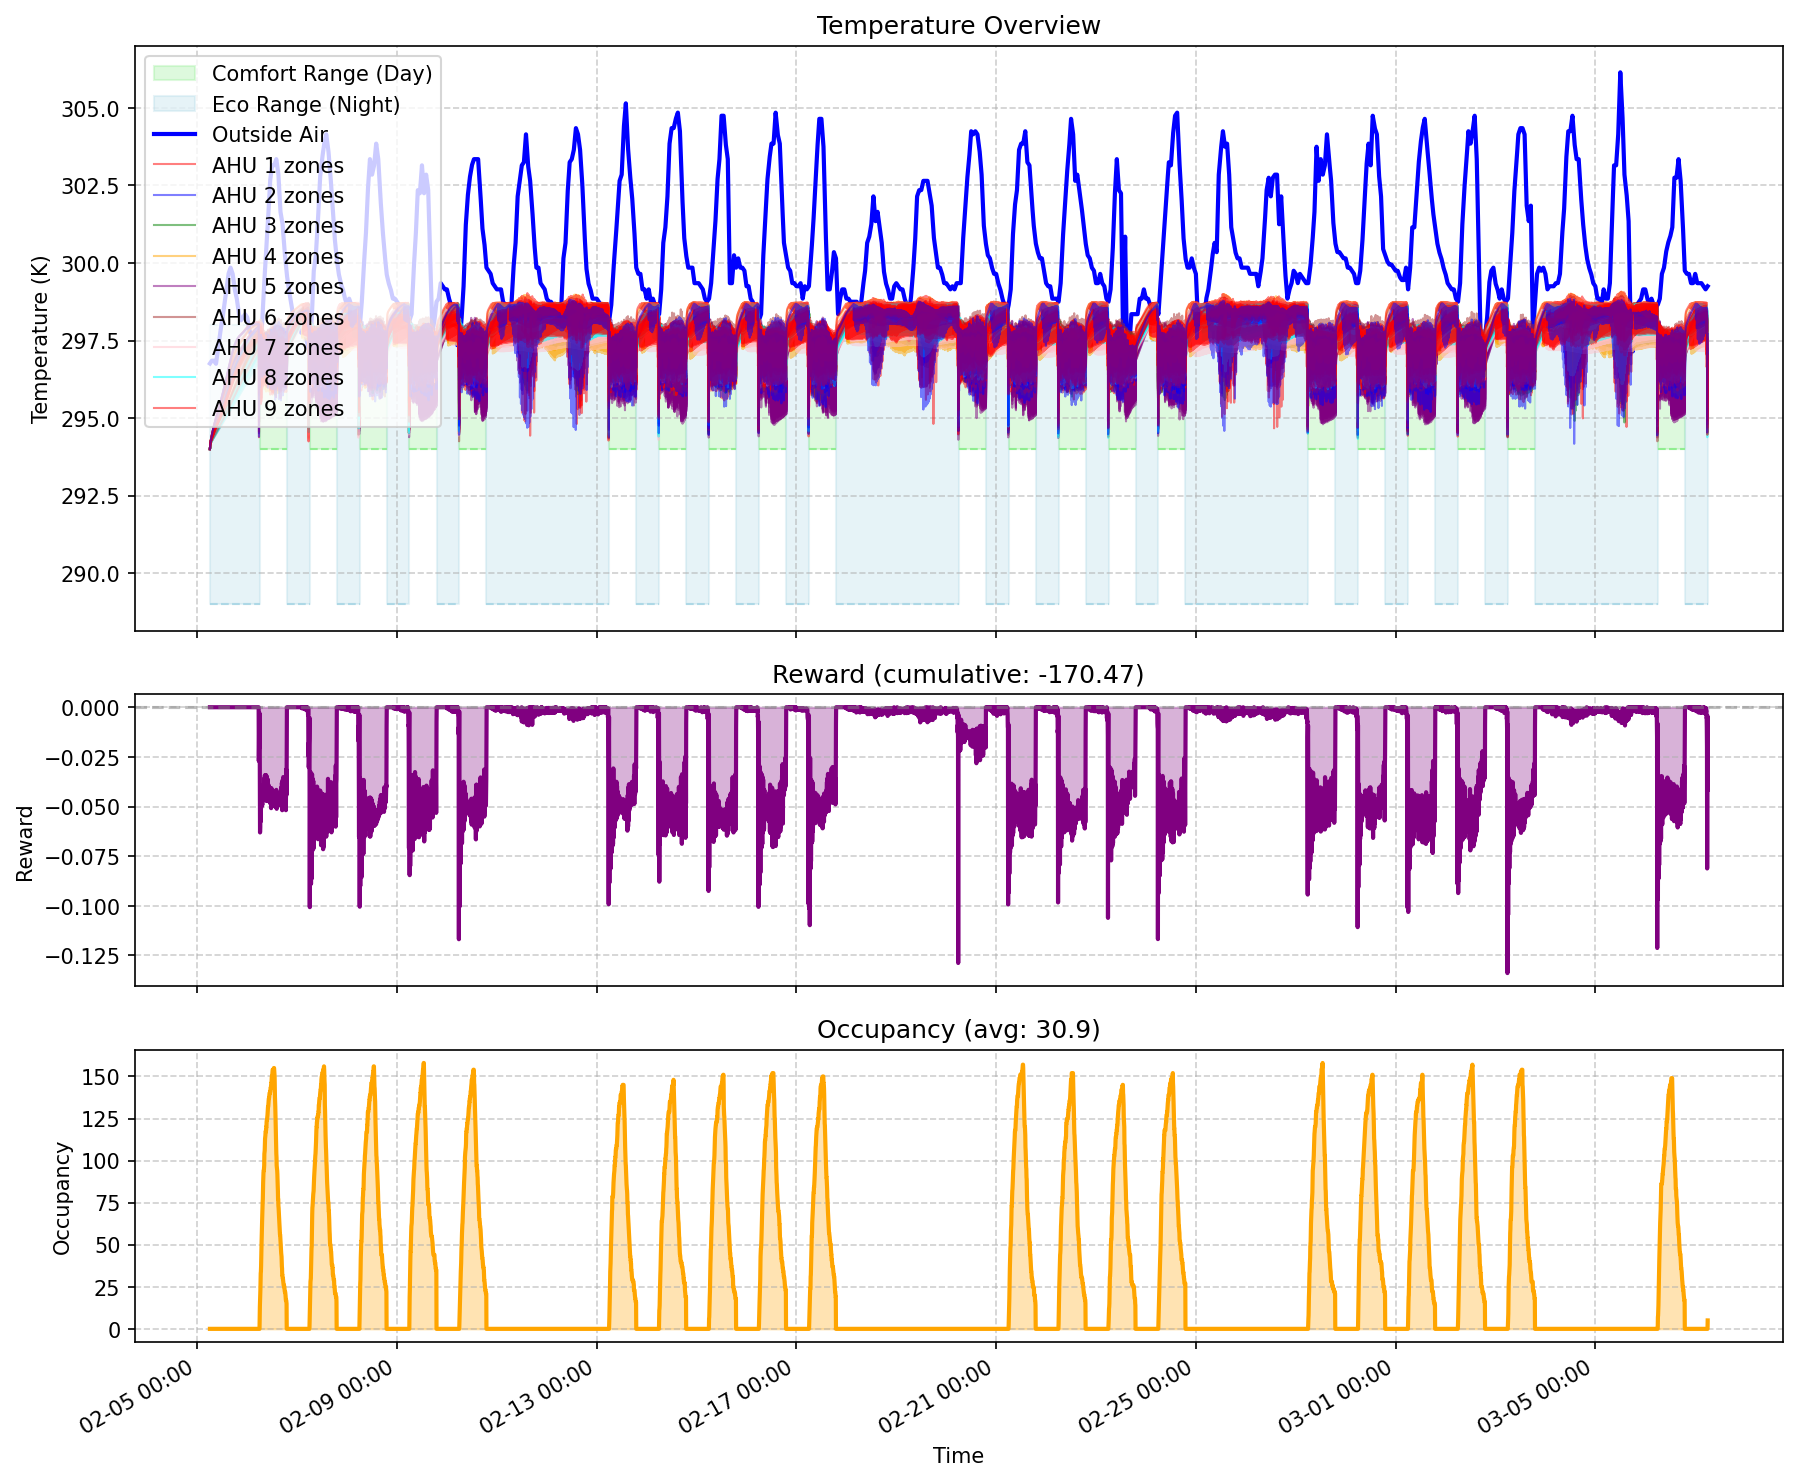 Temperature Overview
Comfort Range (Day)
Eco Range (Night)
Outside Air
AHU 1 zones
AHU 2 zones
AHU 3 zones
AHU 4 zones
AHU 5 zones
AHU 6 zones
AHU 7 zones
AHU 8 zones
AHU 9 zones
Temperature (K)
305.0
302.5
300.0
297.5
295.0
292.5
290.0
Reward (cumulative: -170.47)
Reward
0.000
−0.025
−0.050
−0.075
−0.100
−0.125
Occupancy (avg: 30.9)
Occupancy
150
125
100
75
50
25
0
02-05 00:00
02-09 00:00
02-13 00:00
02-17 00:00
02-21 00:00
02-25 00:00
03-01 00:00
03-05 00:00
Time